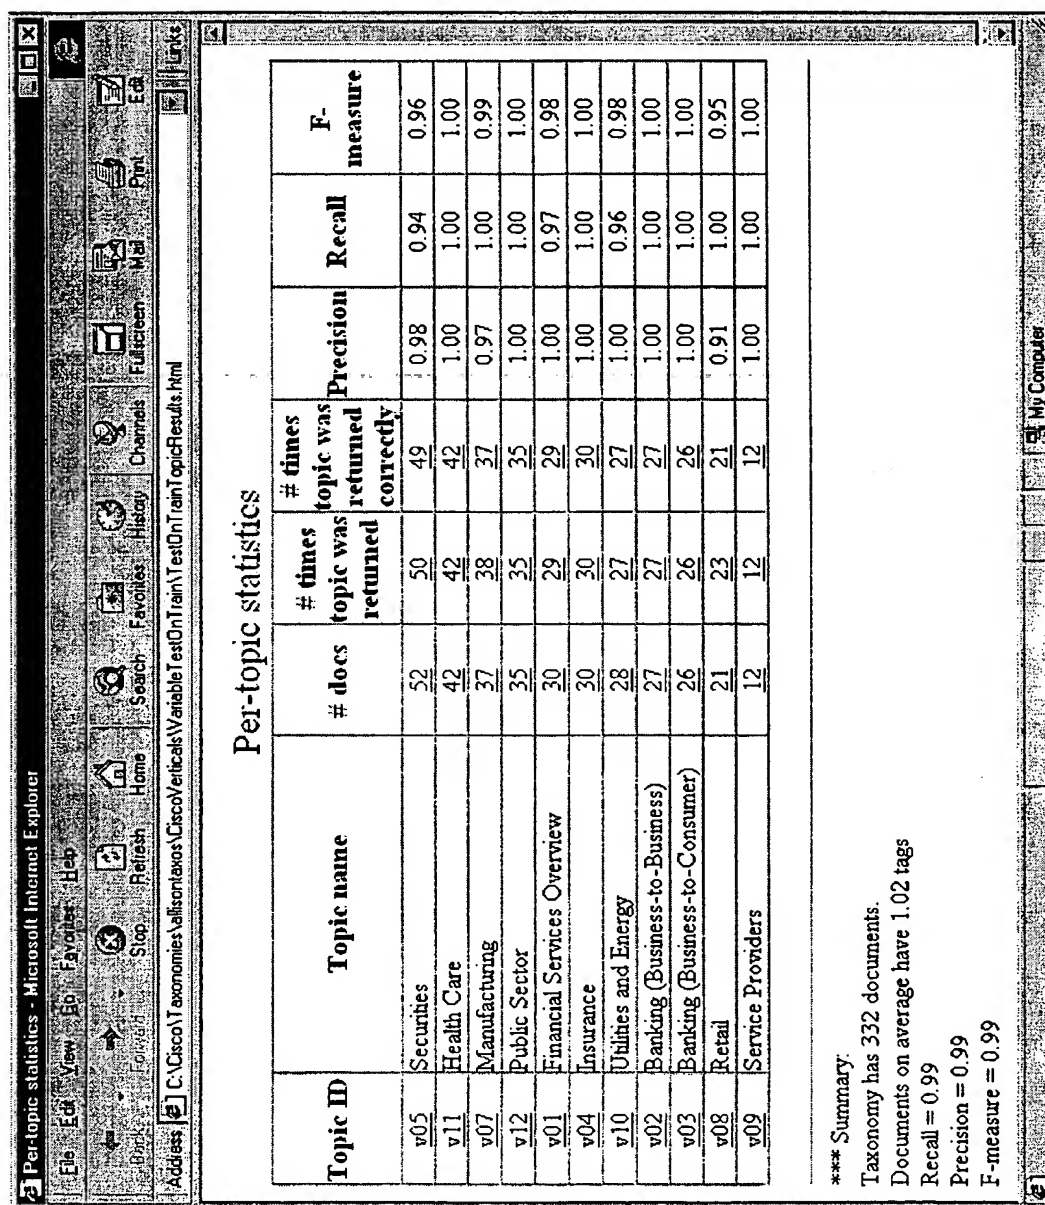 Per-topic statistics - Microsoft Internet Explorer
File Edit View Go Favorites Help
Back Forward Stop Refresh Home Search Favorites History Channels Fullscreen Mail Print Edit
Address C:\Cisco\Taxonomies\allisontaxos\CiscoVerticals\VariableTestOnTrain\TestOnTrainTopicResults.html Links
Per-topic statistics
Topic ID Topic name # docs # times topic was returned # times topic was returned correctly Precision Recall F-measure
v05 Securities 52 50 49 0.98 0.94 0.96
v11 Health Care 42 42 42 1.00 1.00 1.00
v07 Manufacturing 37 38 37 0.97 1.00 0.99
v12 Public Sector 35 35 35 1.00 1.00 1.00
v01 Financial Services Overview 30 29 29 1.00 0.97 0.98
v04 Insurance 30 30 30 1.00 1.00 1.00
v10 Utilities and Energy 28 27 27 1.00 0.96 0.98
v02 Banking (Business-to-Business) 27 27 27 1.00 1.00 1.00
v03 Banking (Business-to-Consumer) 26 26 26 1.00 1.00 1.00
v08 Retail 21 23 21 0.91 1.00 0.95
v09 Service Providers 12 12 12 1.00 1.00 1.00
*** Summary:
Taxonomy has 332 documents.
Documents on average have 1.02 tags
Recall = 0.99
Precision = 0.99
F-measure = 0.99
My Computer